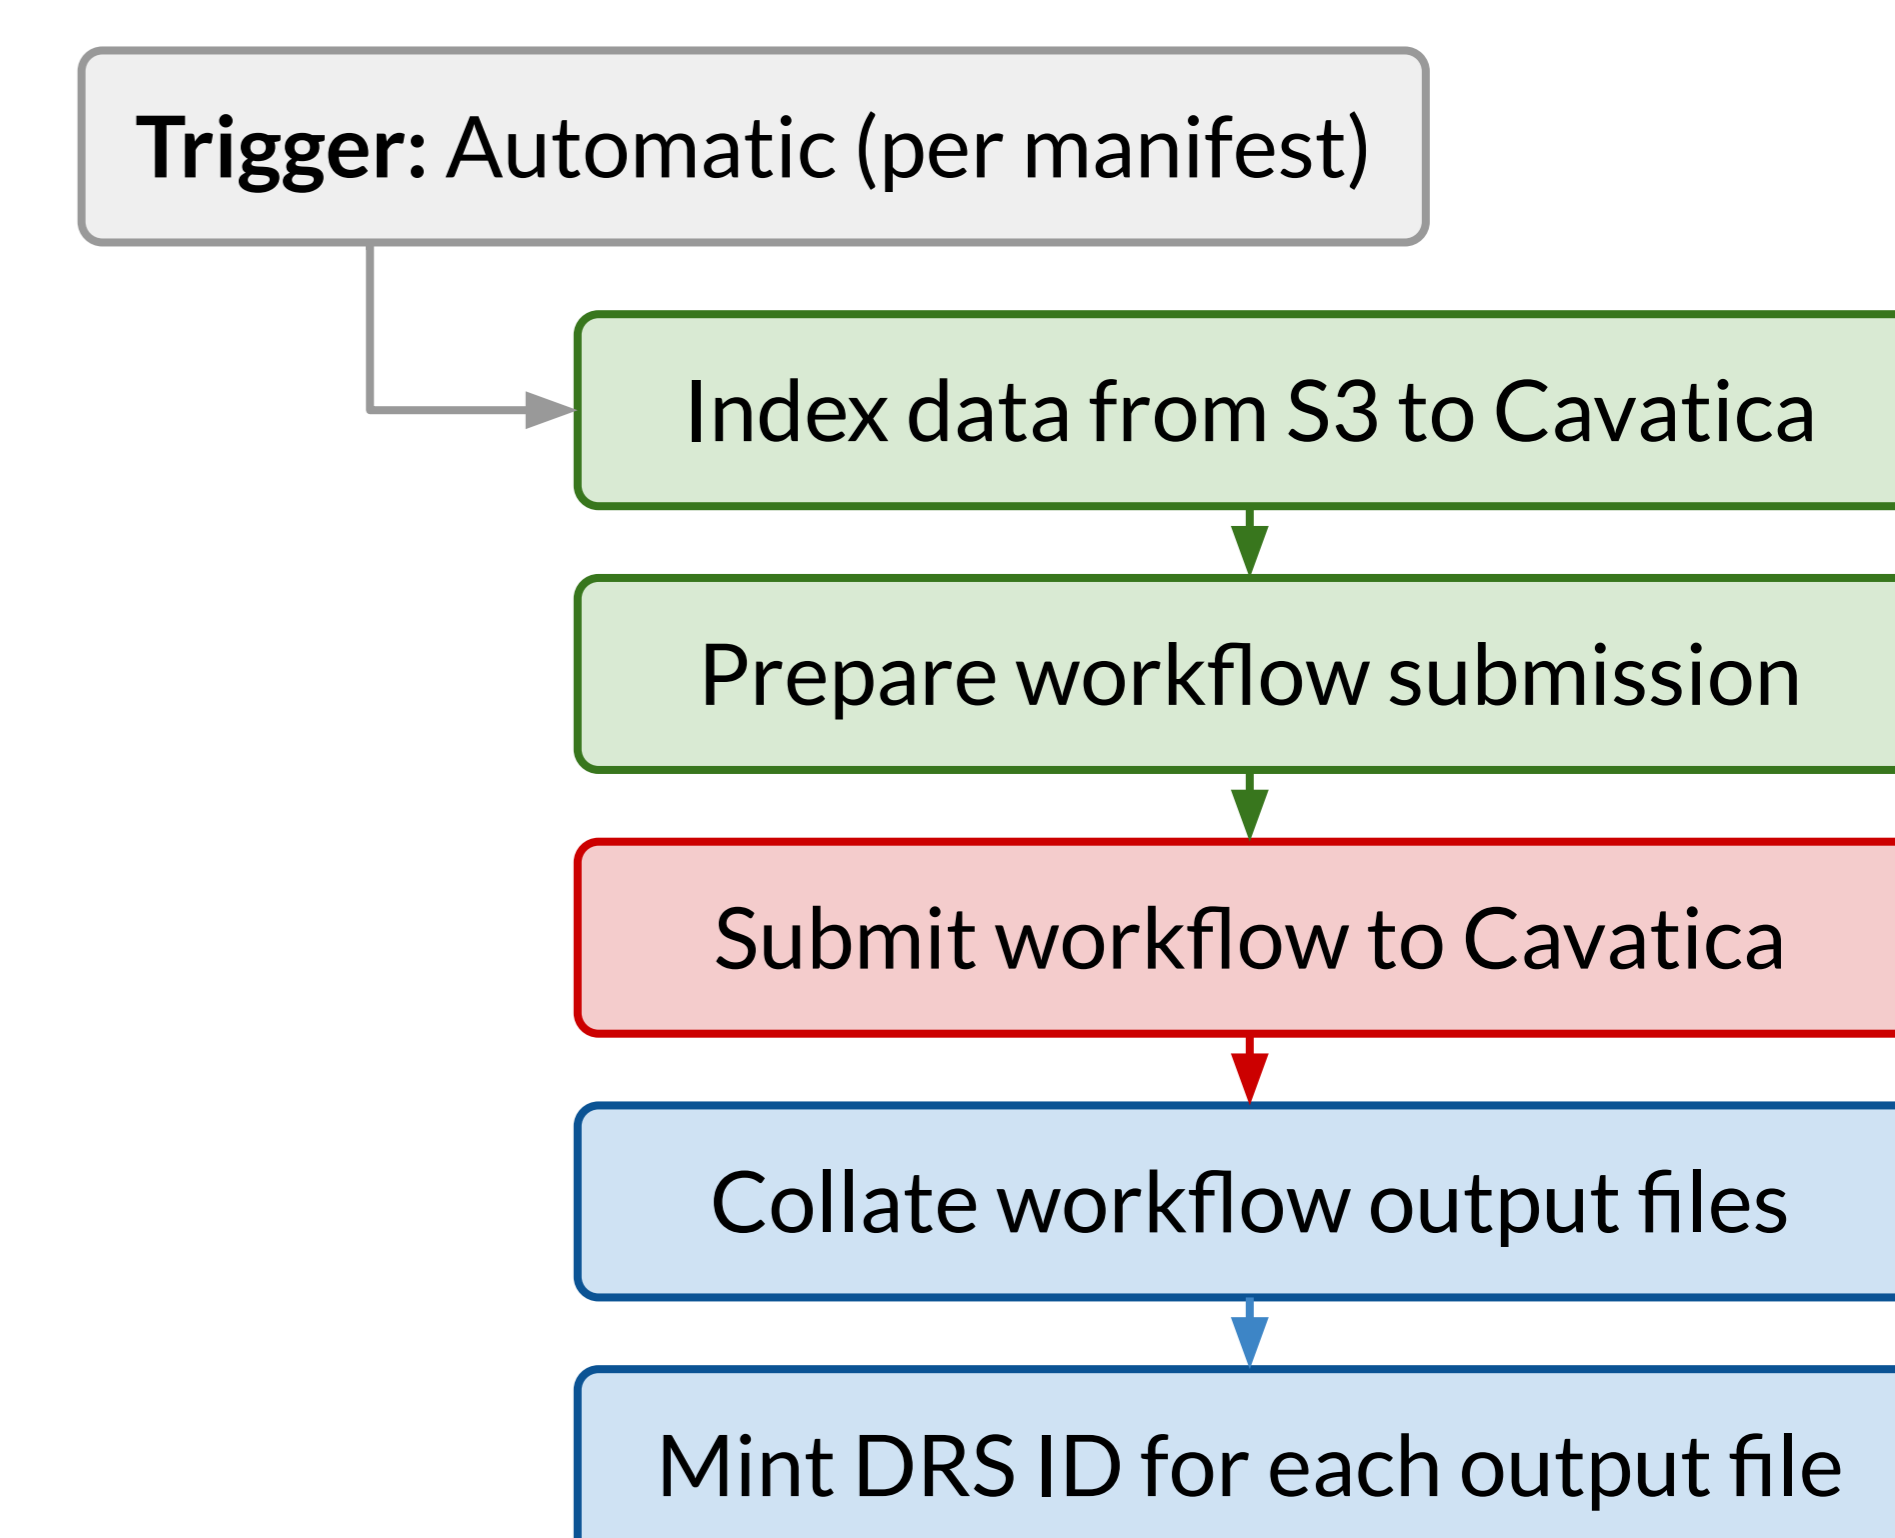 Trigger: Automatic (per manifest)
Index data from S3 to Cavatica
Prepare workflow submission
Submit workflow to Cavatica
Collate workflow output files
Mint DRS ID for each output file